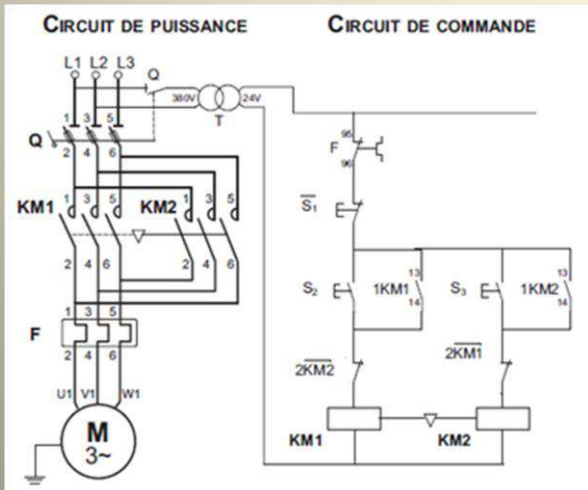 CIRCUIT DE PUISSANCE
CIRCUIT DE COMMANDE
L1 L2 L3
Q
380V 24V
T
1 3 5
Q
2 4 6
95
F
96
S1
KM1 1 3 5 KM2 1 3 5
2 4 6 2 4 6
S2 1KM1 13 14 S3 1KM2 13 14
1 3 5
F
2 4 6
2KM2 2KM1
U1 V1 W1
M
3~
KM1 KM2